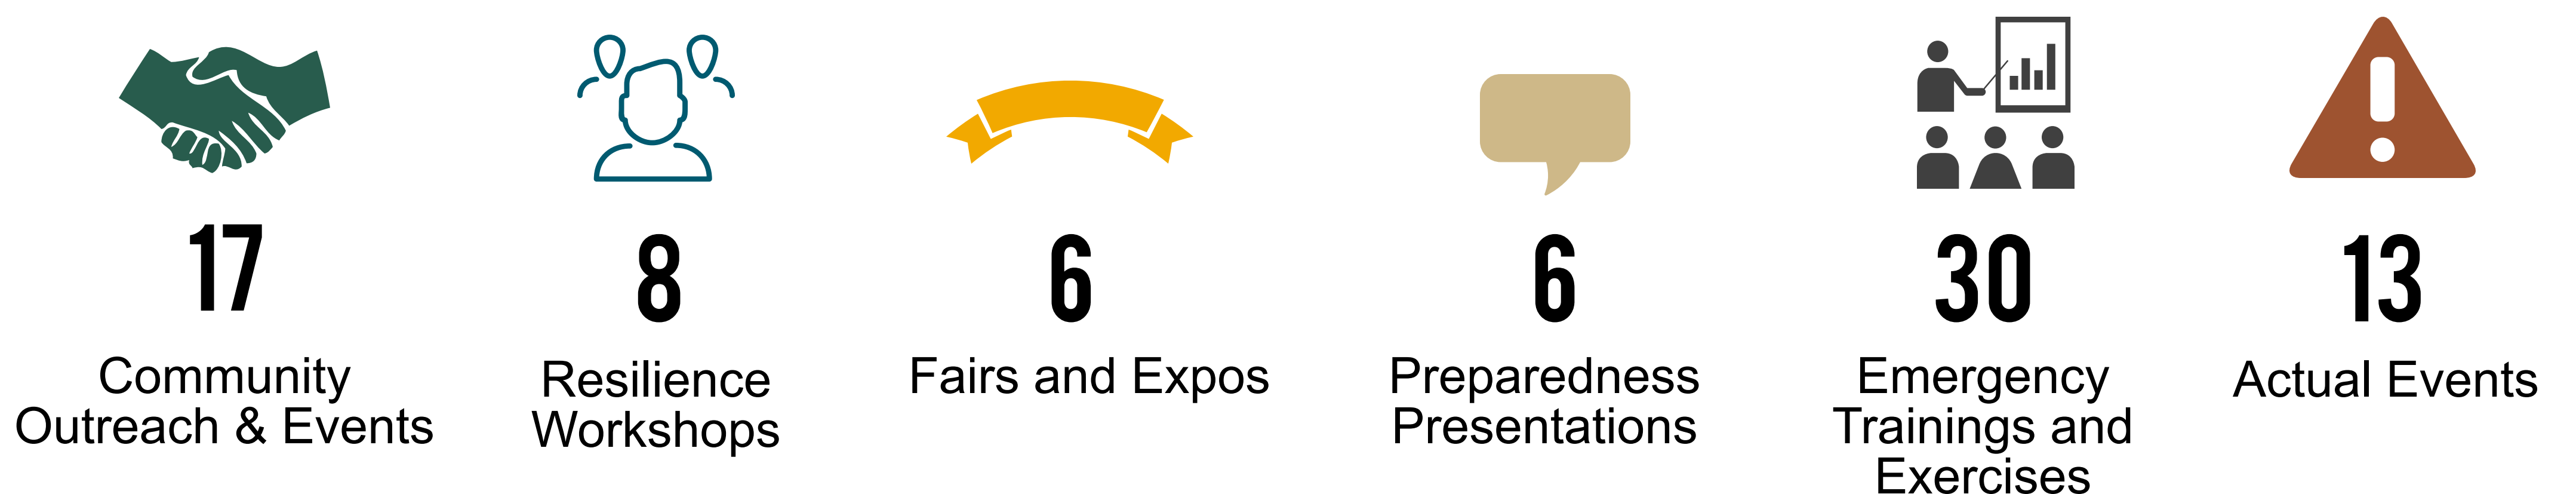 17
Community
Outreach & Events
8
Resilience
Workshops
6
Fairs and Expos
6
Preparedness
Presentations
30
Emergency
Trainings and
Exercises
13
Actual Events